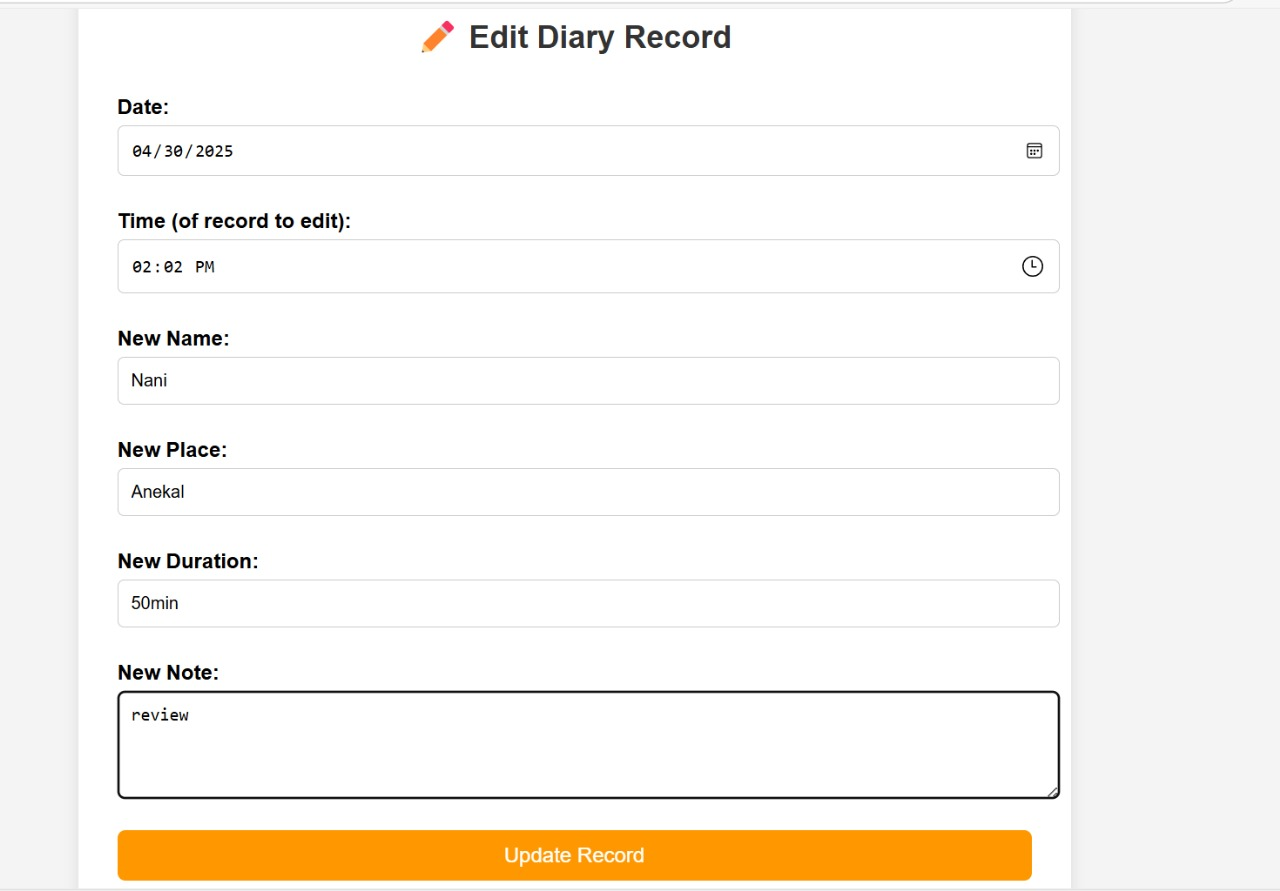 Edit Diary Record
Date:
04/30/2025
Time (of record to edit):
02:02 PM
New Name:
Nani
New Place:
Anekal
New Duration:
50min
New Note:
review
Update Record